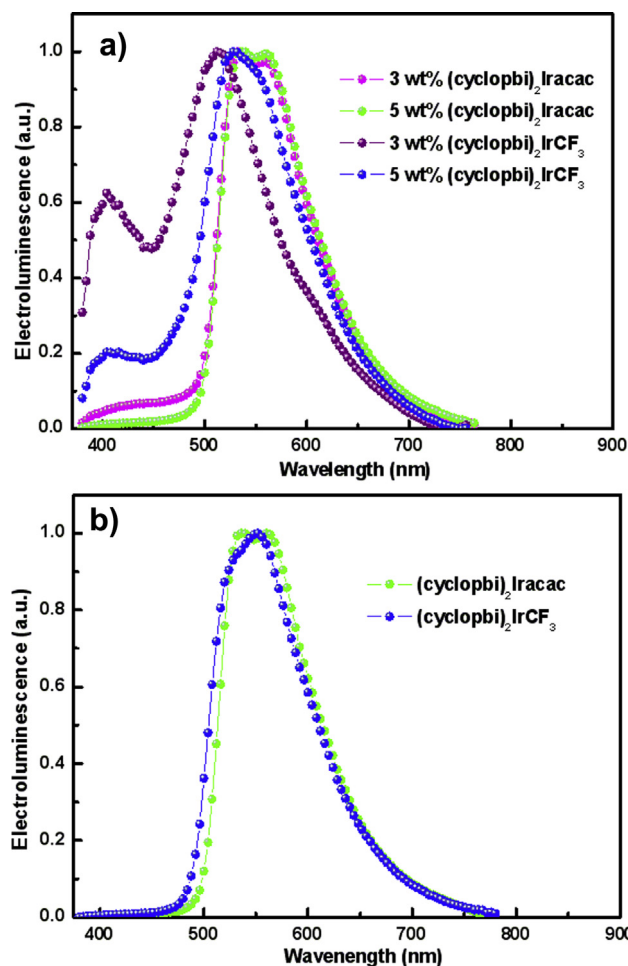 a)
1.0
0.8
0.6
0.4
0.2
0.0
Electroluminescence (a.u.)
3 wt% (cyclopbi)₂Iracac
5 wt% (cyclopbi)₂Iracac
3 wt% (cyclopbi)₂IrCF₃
5 wt% (cyclopbi)₂IrCF₃
400 500 600 700 800 900
Wavelength (nm)
b)
1.0
0.8
0.6
0.4
0.2
0.0
Electroluminescence (a.u.)
(cyclopbi)₂Iracac
(cyclopbi)₂IrCF₃
400 500 600 700 800 900
Wavenength (nm)